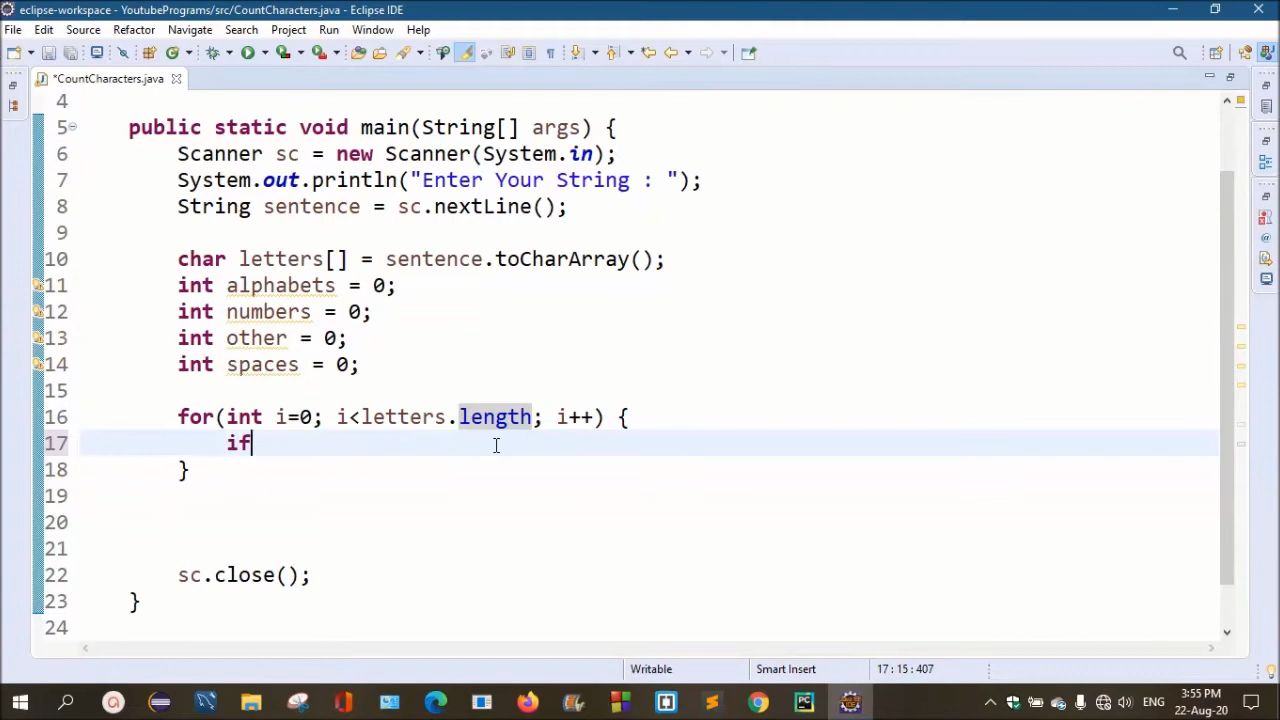 eclipse-workspace - YoutubePrograms/src/CountCharacters.java - Eclipse IDE
File Edit Source Refactor Navigate Search Project Run Window Help
*CountCharacters.java
4
5 public static void main(String[] args) {
6 Scanner sc = new Scanner(System.in);
7 System.out.println("Enter Your String : ");
8 String sentence = sc.nextLine();
9
10 char letters[] = sentence.toCharArray();
11 int alphabets = 0;
12 int numbers = 0;
13 int other = 0;
14 int spaces = 0;
15
16 for(int i=0; i<letters.length; i++) {
17 if
18 }
19
20
21
22 sc.close();
23 }
24
Writable Smart Insert 17 : 15 : 407
ENG 3:55 PM
22-Aug-20